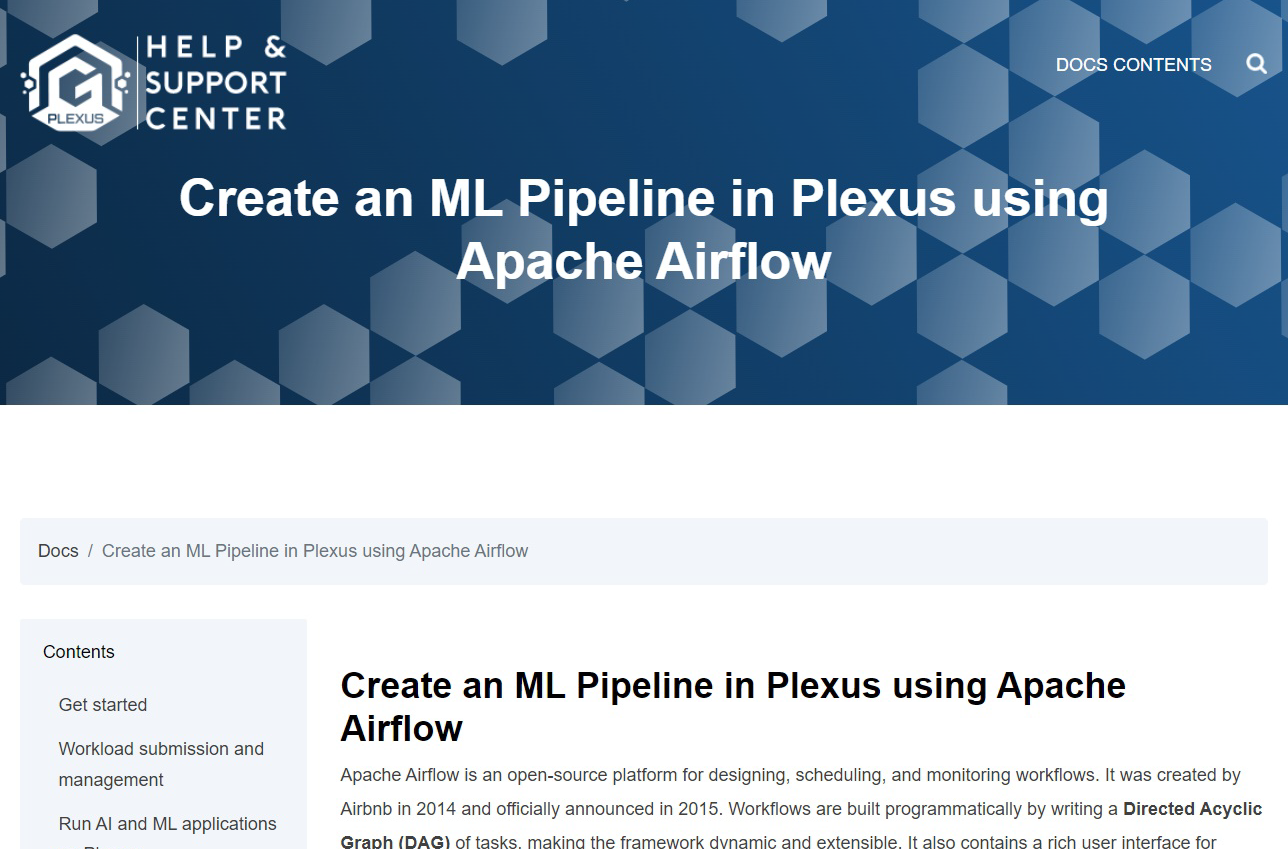 HELP &
SUPPORT
CENTER
PLEXUS
DOCS CONTENTS
Create an ML Pipeline in Plexus using
Apache Airflow
Docs / Create an ML Pipeline in Plexus using Apache Airflow
Contents
Get started
Workload submission and
management
Run AI and ML applications
Create an ML Pipeline in Plexus using Apache
Airflow
Apache Airflow is an open-source platform for designing, scheduling, and monitoring workflows. It was created by
Airbnb in 2014 and officially announced in 2015. Workflows are built programmatically by writing a Directed Acyclic
Graph (DAG) of tasks, making the framework dynamic and extensible. It also contains a rich user interface for